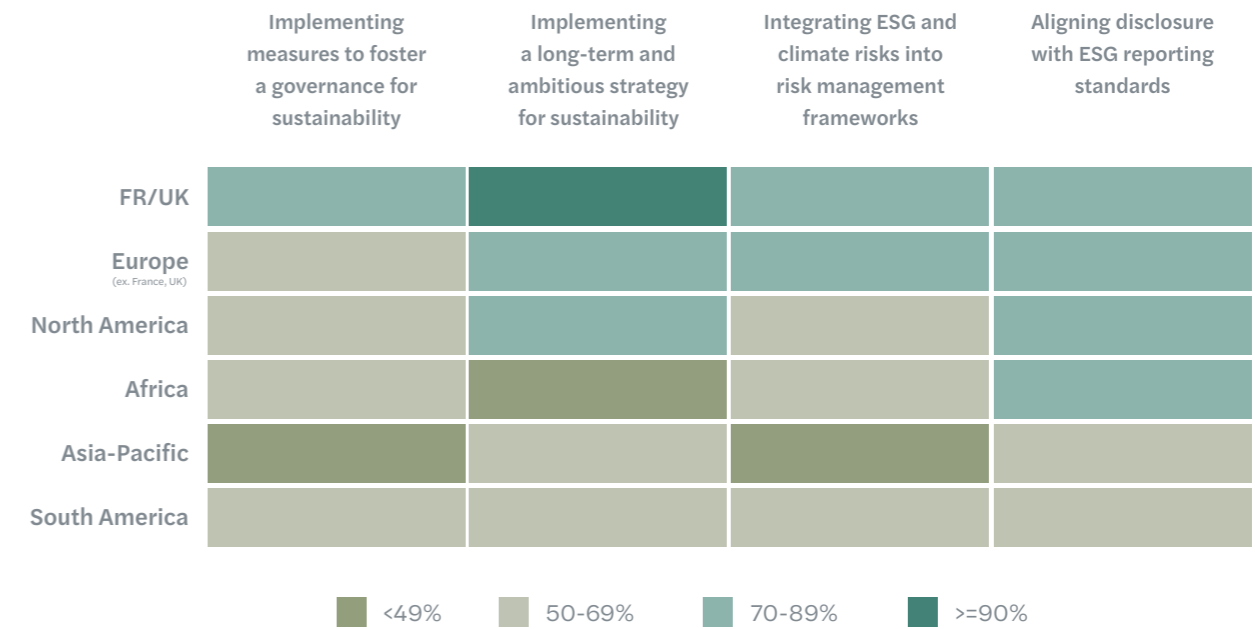 Implementing
measures to foster
a governance for
sustainability
Implementing
a long-term and
ambitious strategy
for sustainability
Integrating ESG and
climate risks into
risk management
frameworks
Aligning disclosure
with ESG reporting
standards
FR/UK
Europe
(ex. France, UK)
North America
Africa
Asia-Pacific
South America
<49%
50-69%
70-89%
>=90%